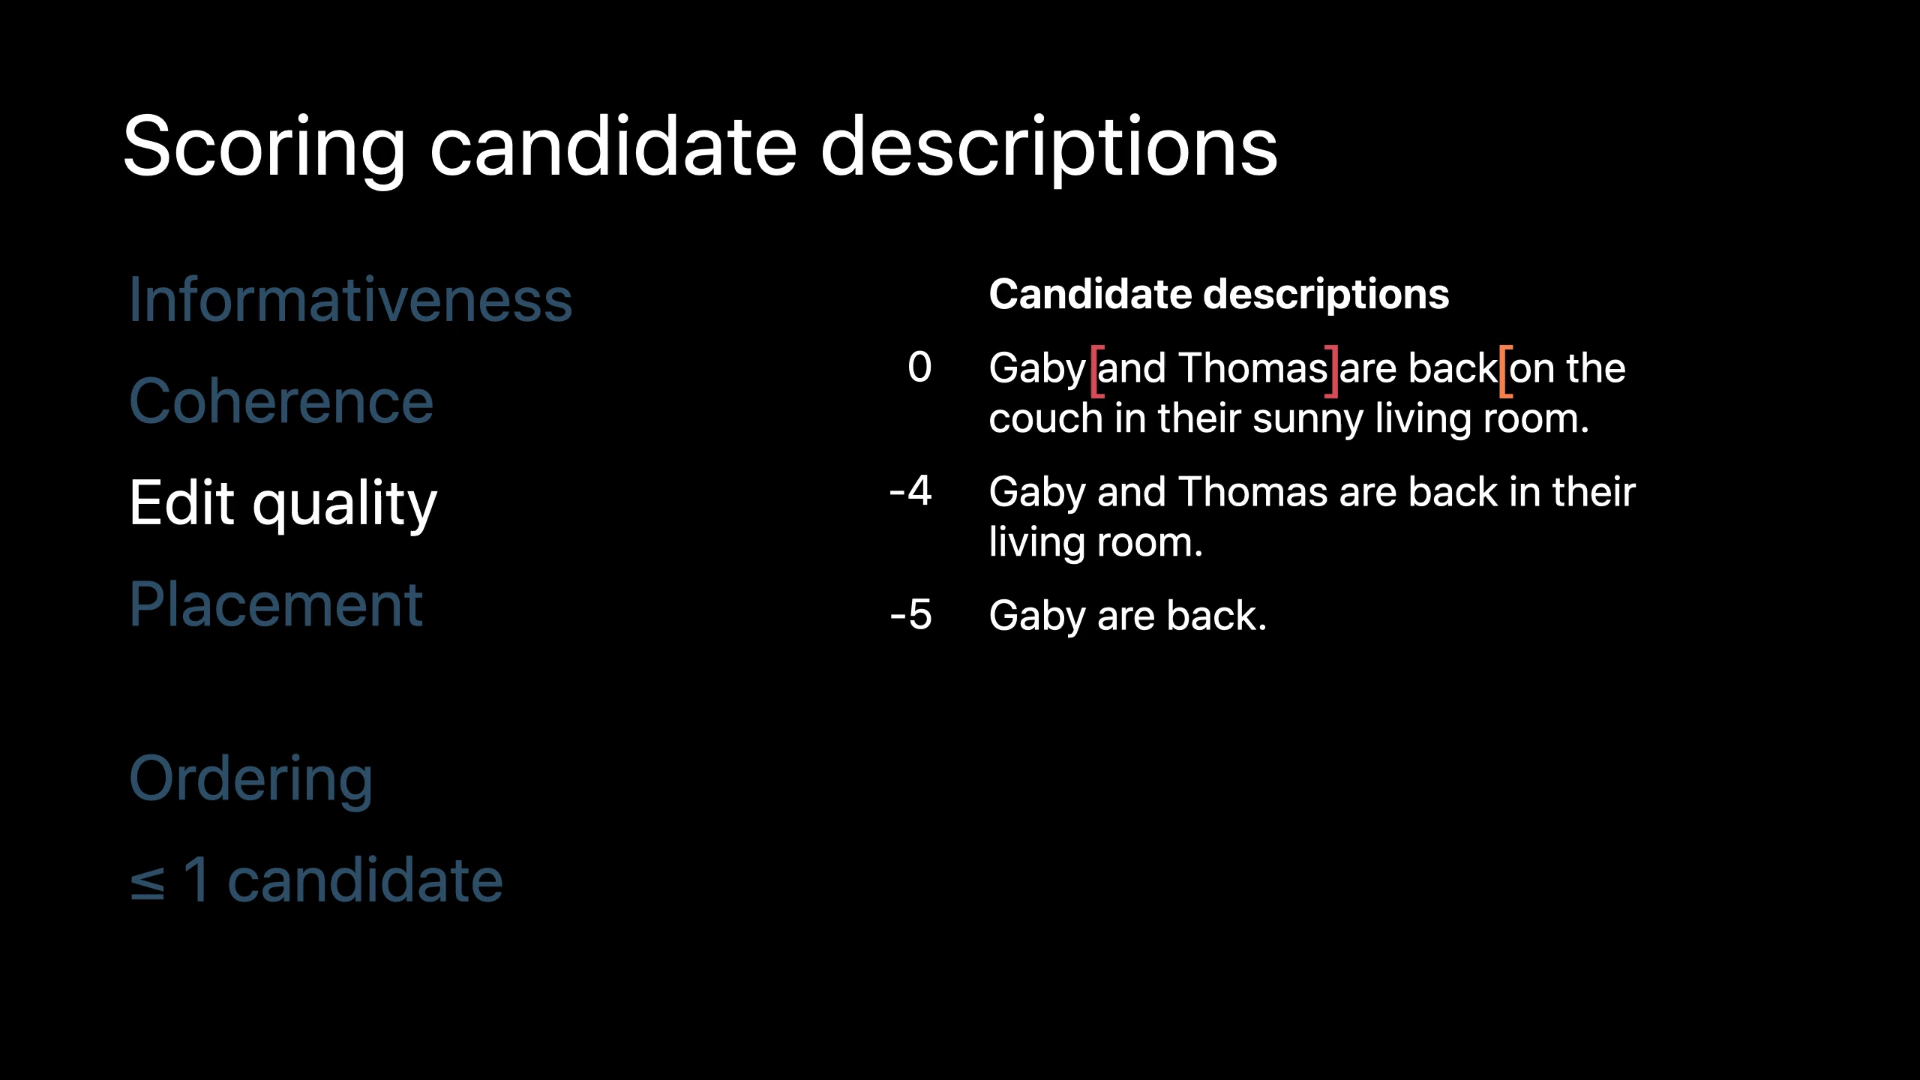 Scoring candidate descriptions
Informativeness
Coherence
Edit quality
Placement
Ordering
≤ 1 candidate
Candidate descriptions
0 Gaby [and Thomas] are back [on the
couch in their sunny living room.
-4 Gaby and Thomas are back in their
living room.
-5 Gaby are back.